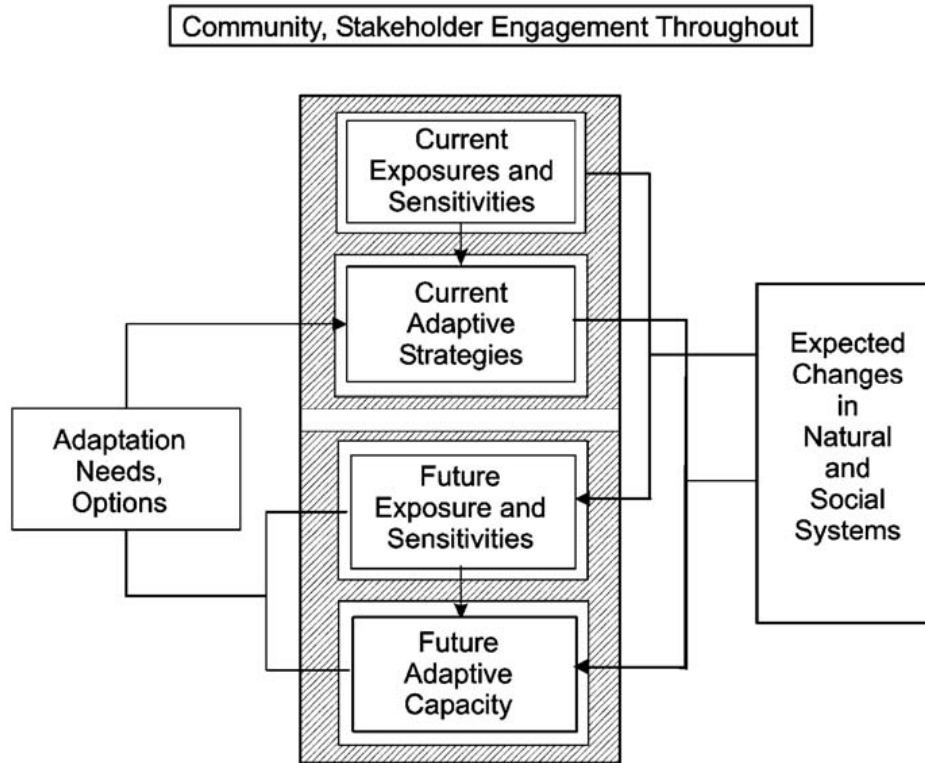 Community, Stakeholder Engagement Throughout
Current
Exposures and
Sensitivities
Current
Adaptive
Strategies
Adaptation
Needs,
Options
Future
Exposure and
Sensitivities
Future
Adaptive
Capacity
Expected
Changes
in
Natural
and
Social
Systems